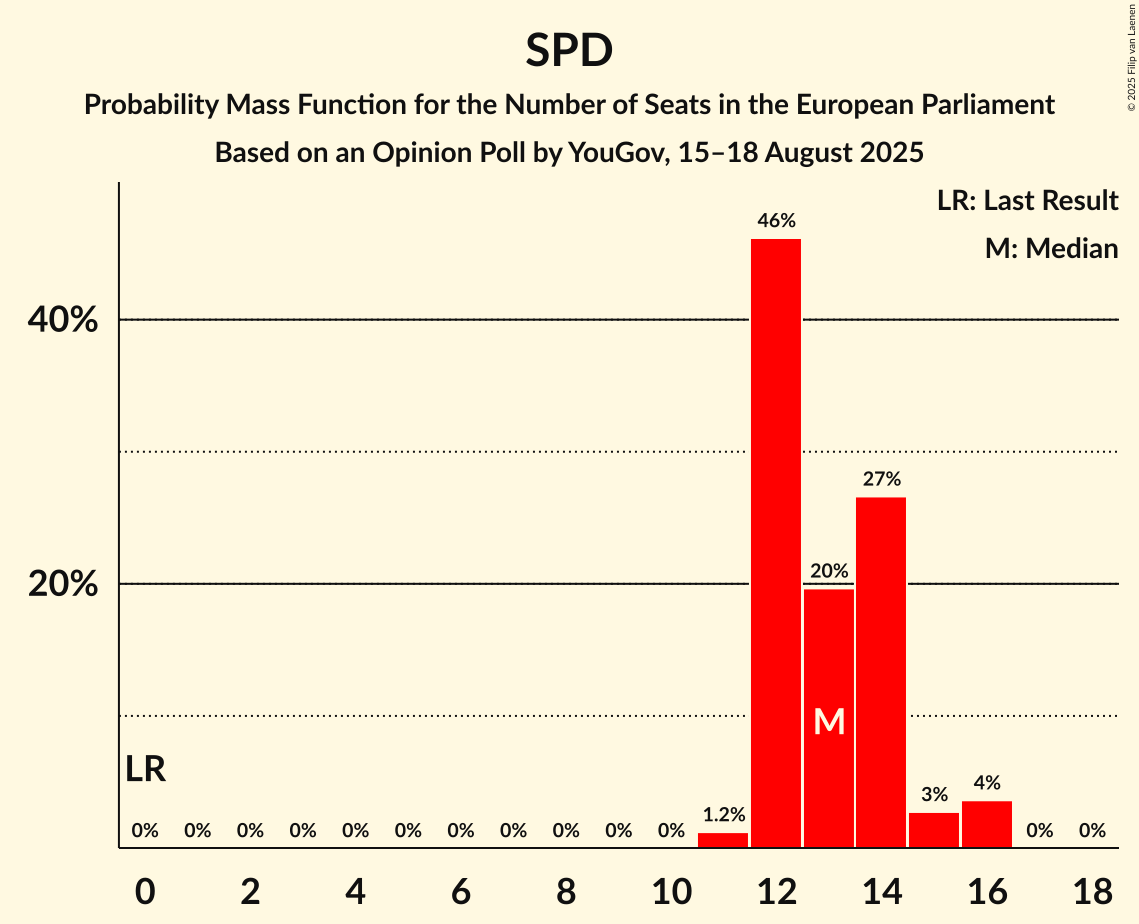 SPD
Probability Mass Function for the Number of Seats in the European Parliament
Based on an Opinion Poll by YouGov, 15–18 August 2025
© 2025 Filip van Laenen
LR: Last Result
M: Median
46%
40%
27%
20%
20%
M
LR
0% 0% 0% 0% 0% 0% 0% 0% 0% 0% 0% 1.2% 3% 4% 0% 0%
0 2 4 6 8 10 12 14 16 18